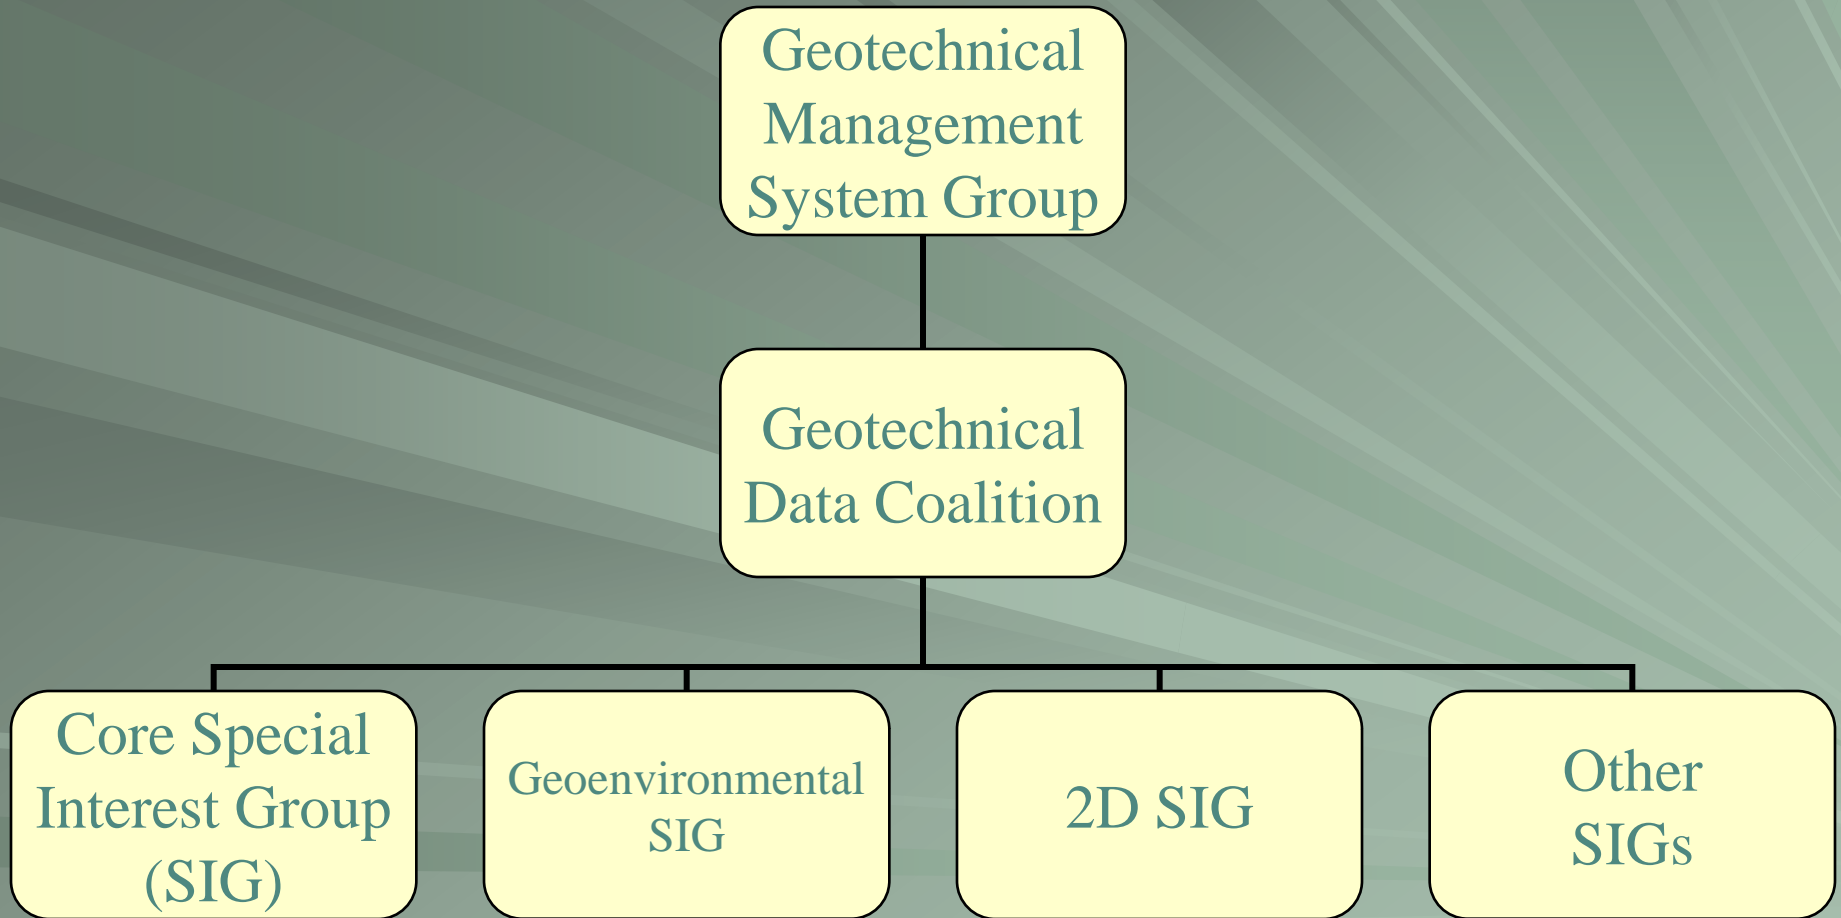 Geotechnical
Management
System Group
Geotechnical
Data Coalition
Core Special
Interest Group
(SIG)
Geoenvironmental
SIG
2D SIG
Other
SIGs